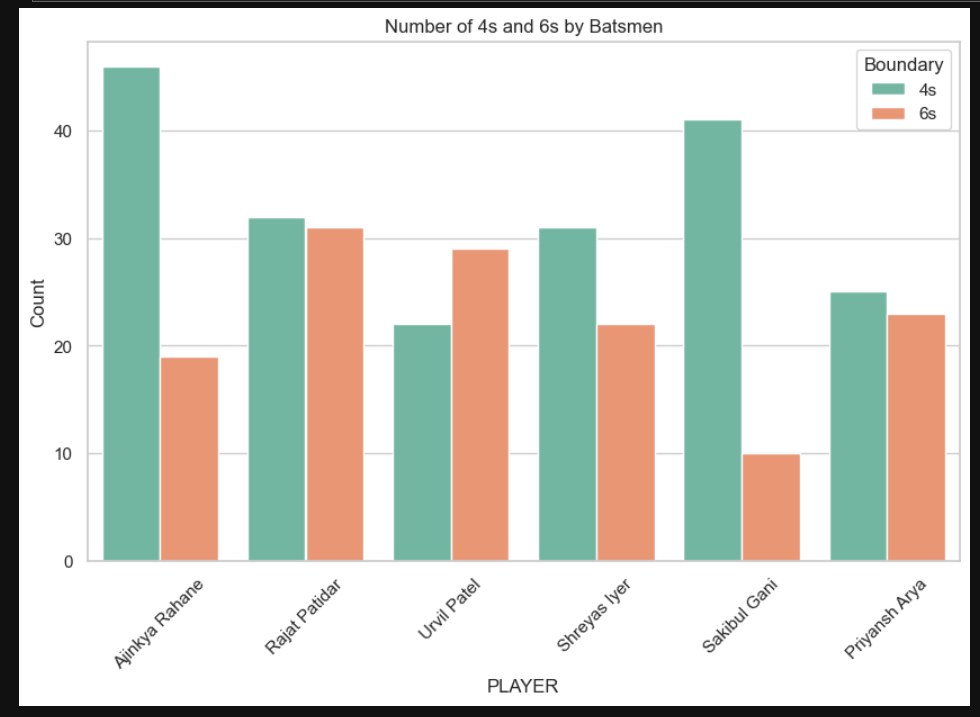 Number of 4s and 6s by Batsmen
Boundary
4s
6s
40
30
20
10
0
Count
Ajinkya Rahane
Rajat Patidar
Urvil Patel
Shreyas Iyer
Sakibul Gani
Priyansh Arya
PLAYER